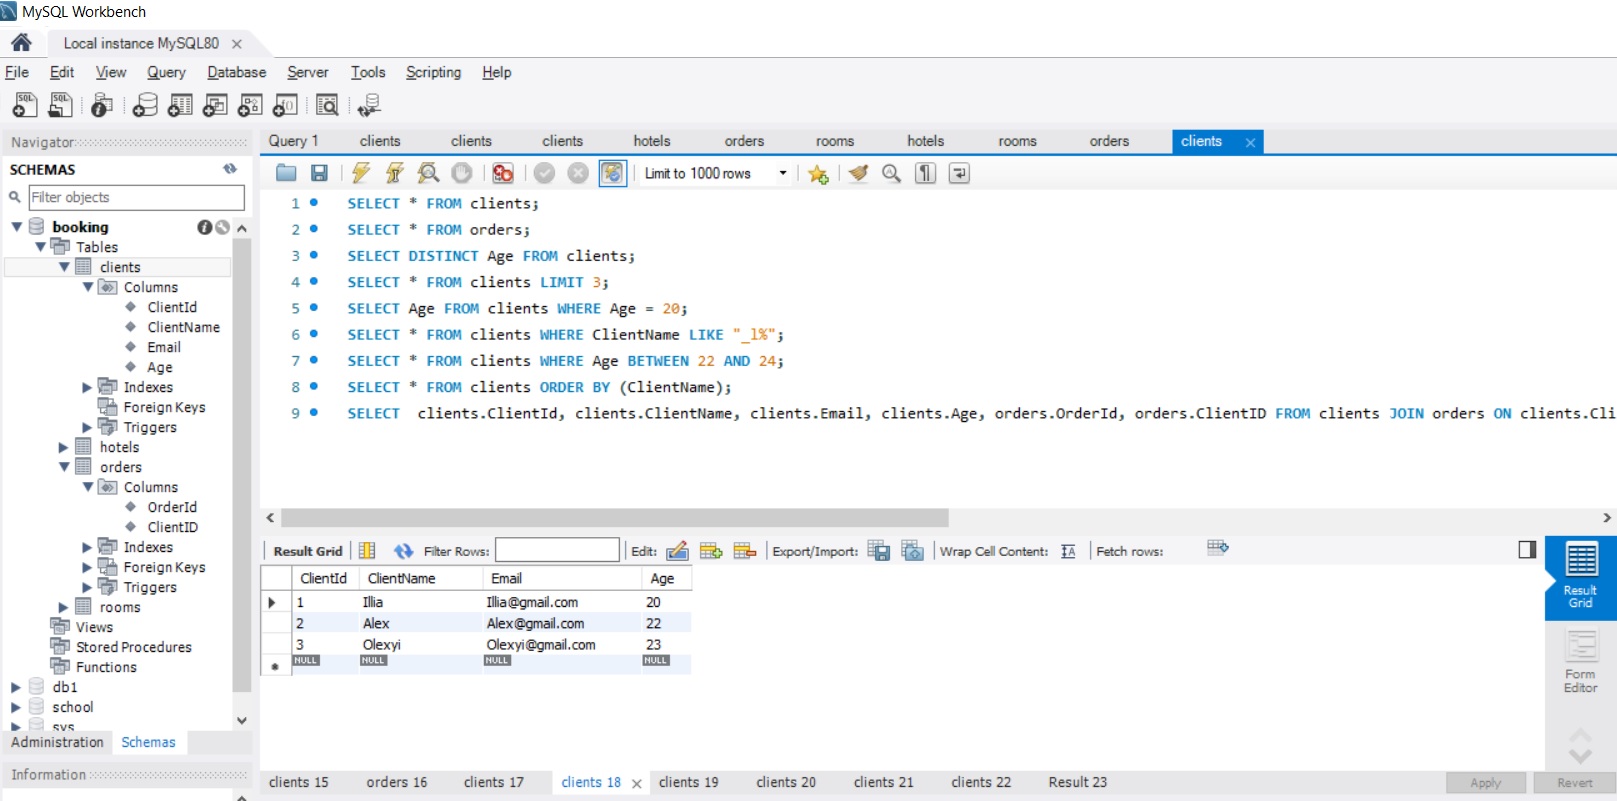 MySQL Workbench
Local instance MySQL80
File Edit View Query Database Server Tools Scripting Help
Navigator
SCHEMAS
Filter objects
booking
Tables
clients
Columns
ClientId
ClientName
Email
Age
Indexes
Foreign Keys
Triggers
hotels
orders
Columns
OrderId
ClientID
Indexes
Foreign Keys
Triggers
rooms
Views
Stored Procedures
Functions
db1
school
sys
Administration Schemas
Information
Query 1 clients clients clients hotels orders rooms hotels rooms orders clients
Limit to 1000 rows
1 SELECT * FROM clients;
2 SELECT * FROM orders;
3 SELECT DISTINCT Age FROM clients;
4 SELECT * FROM clients LIMIT 3;
5 SELECT Age FROM clients WHERE Age = 20;
6 SELECT * FROM clients WHERE ClientName LIKE "_l%";
7 SELECT * FROM clients WHERE Age BETWEEN 22 AND 24;
8 SELECT * FROM clients ORDER BY (ClientName);
9 SELECT clients.ClientId, clients.ClientName, clients.Email, clients.Age, orders.OrderId, orders.ClientID FROM clients JOIN orders ON clients.Cli
Result Grid Filter Rows: Edit: Export/Import: Wrap Cell Content: Fetch rows:
ClientId ClientName Email Age
1 Illia Illia@gmail.com 20
2 Alex Alex@gmail.com 22
3 Olexyi Olexyi@gmail.com 23
NULL NULL NULL NULL
Result
Grid
Form
Editor
clients 15 orders 16 clients 17 clients 18 clients 19 clients 20 clients 21 clients 22 Result 23
Apply Revert